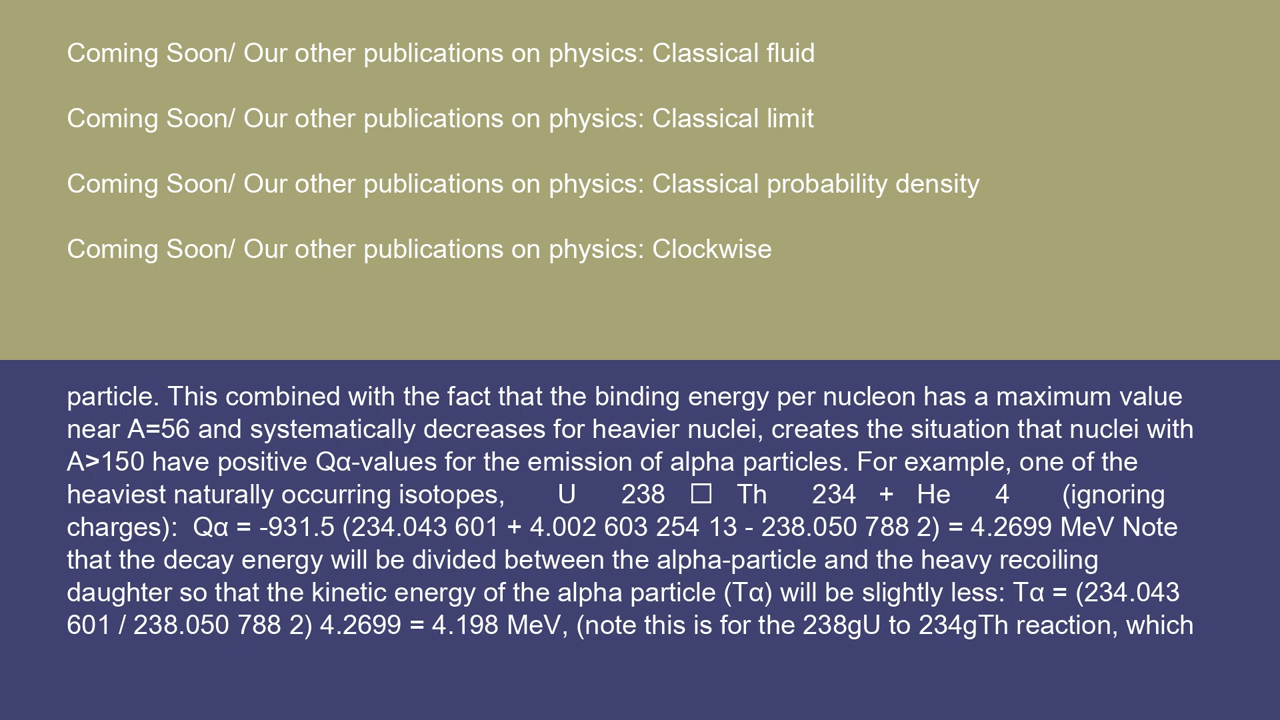 Coming Soon/ Our other publications on physics: Classical fluid
Coming Soon/ Our other publications on physics: Classical limit
Coming Soon/ Our other publications on physics: Classical probability density
Coming Soon/ Our other publications on physics: Clockwise
particle. This combined with the fact that the binding energy per nucleon has a maximum value
near A=56 and systematically decreases for heavier nuclei, creates the situation that nuclei with
A>150 have positive Qα-values for the emission of alpha particles. For example, one of the
heaviest naturally occurring isotopes, U 238 □ Th 234 + He 4 (ignoring
charges): Qα = -931.5 (234.043 601 + 4.002 603 254 13 - 238.050 788 2) = 4.2699 MeV Note
that the decay energy will be divided between the alpha-particle and the heavy recoiling
daughter so that the kinetic energy of the alpha particle (Tα) will be slightly less: Tα = (234.043
601 / 238.050 788 2) 4.2699 = 4.198 MeV, (note this is for the 238gU to 234gTh reaction, which